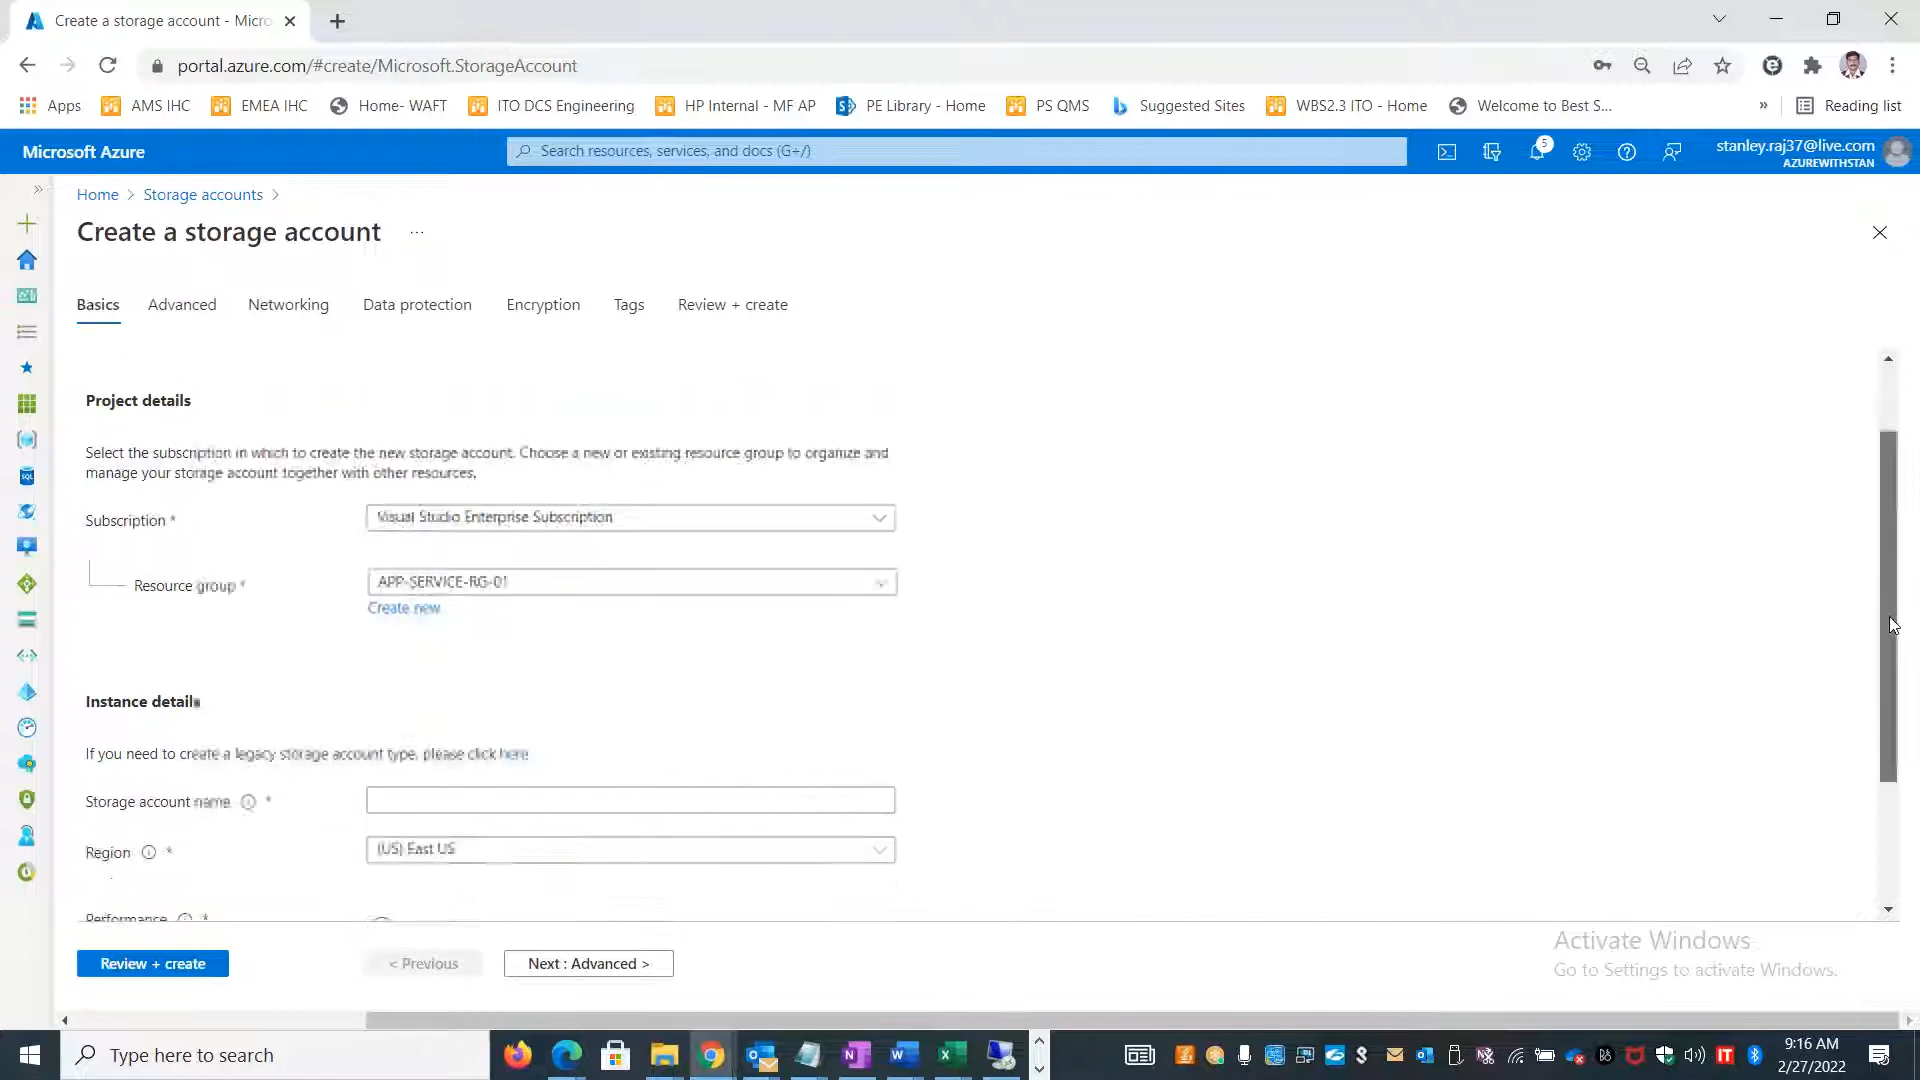 Create a storage account - Micro
portal.azure.com/#create/Microsoft.StorageAccount
Apps AMS IHC EMEA IHC Home- WAFT ITO DCS Engineering HP Internal - MF AP PE Library - Home PS QMS Suggested Sites WBS2.3 ITO - Home Welcome to Best S... » Reading list
Microsoft Azure
Search resources, services, and docs (G+/)
5
stanley.raj37@live.com
AZUREWITHSTAN
Home > Storage accounts >
Create a storage account ...
Basics Advanced Networking Data protection Encryption Tags Review + create
Project details
Select the subscription in which to create the new storage account. Choose a new or existing resource group to organize and
manage your storage account together with other resources.
Subscription *
Visual Studio Enterprise Subscription
Resource group *
APP-SERVICE-RG-01
Create new
Instance details
If you need to create a legacy storage account type, please click here
Storage account name *
Region *
(US) East US
Performance *
Review + create
< Previous
Next : Advanced >
Activate Windows
Go to Settings to activate Windows.
Type here to search
9:16 AM
2/27/2022